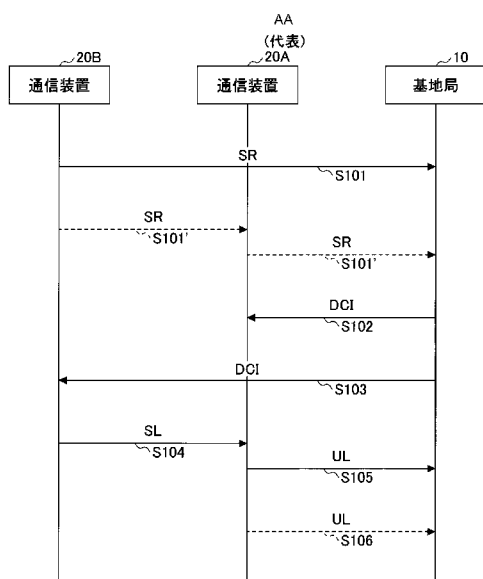 AA
(代表)
20B
20A
10
通信装置
通信装置
基地局
SR
S101
SR
S101'
SR
S101'
DCI
S102
DCI
S103
SL
S104
UL
S105
UL
S106